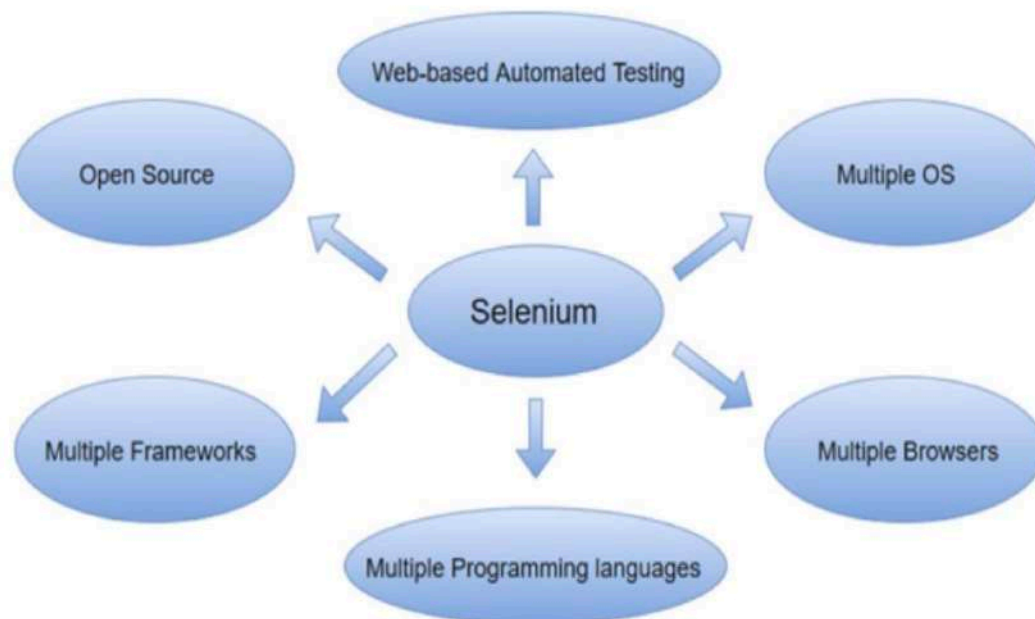 Web-based Automated Testing
Open Source
Multiple OS
Selenium
Multiple Frameworks
Multiple Browsers
Multiple Programming languages